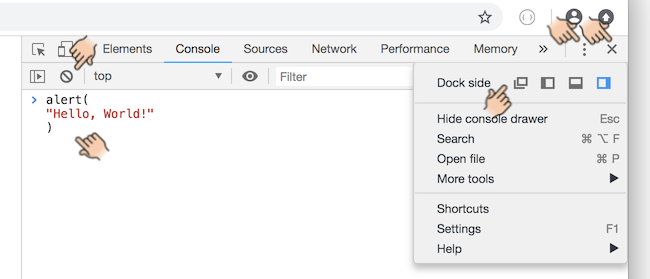 Elements Console Sources Network Performance Memory »
top Filter
> alert(
"Hello, World!"
)
Dock side
Hide console drawer Esc
Search ⌘ ⌥ F
Open file ⌘ P
More tools
Shortcuts
Settings F1
Help